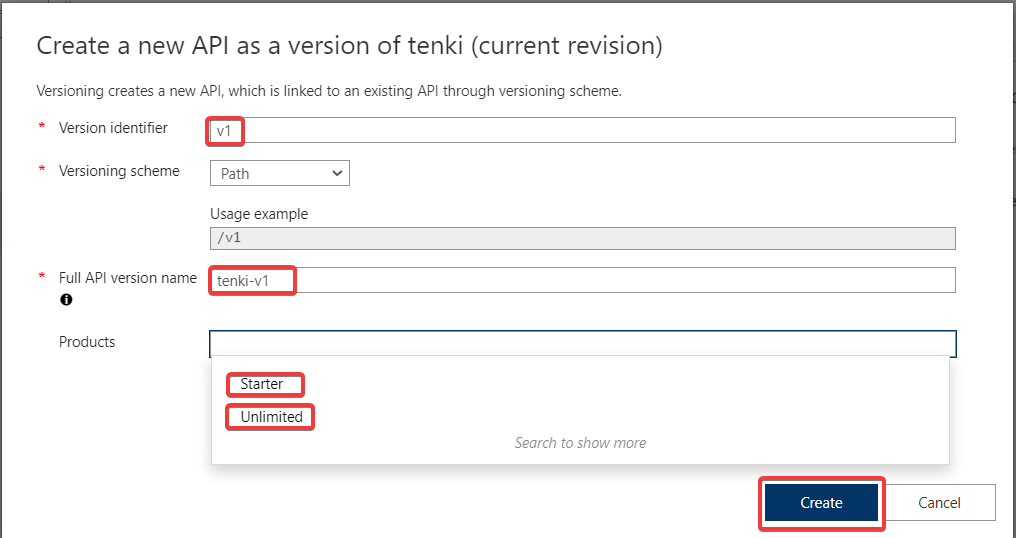 Create a new API as a version of tenki (current revision)
Versioning creates a new API, which is linked to an existing API through versioning scheme.
* Version identifier v1
* Versioning scheme Path
Usage example
/v1
* Full API version name tenki-v1
Products
Starter
Unlimited
Search to show more
Create Cancel